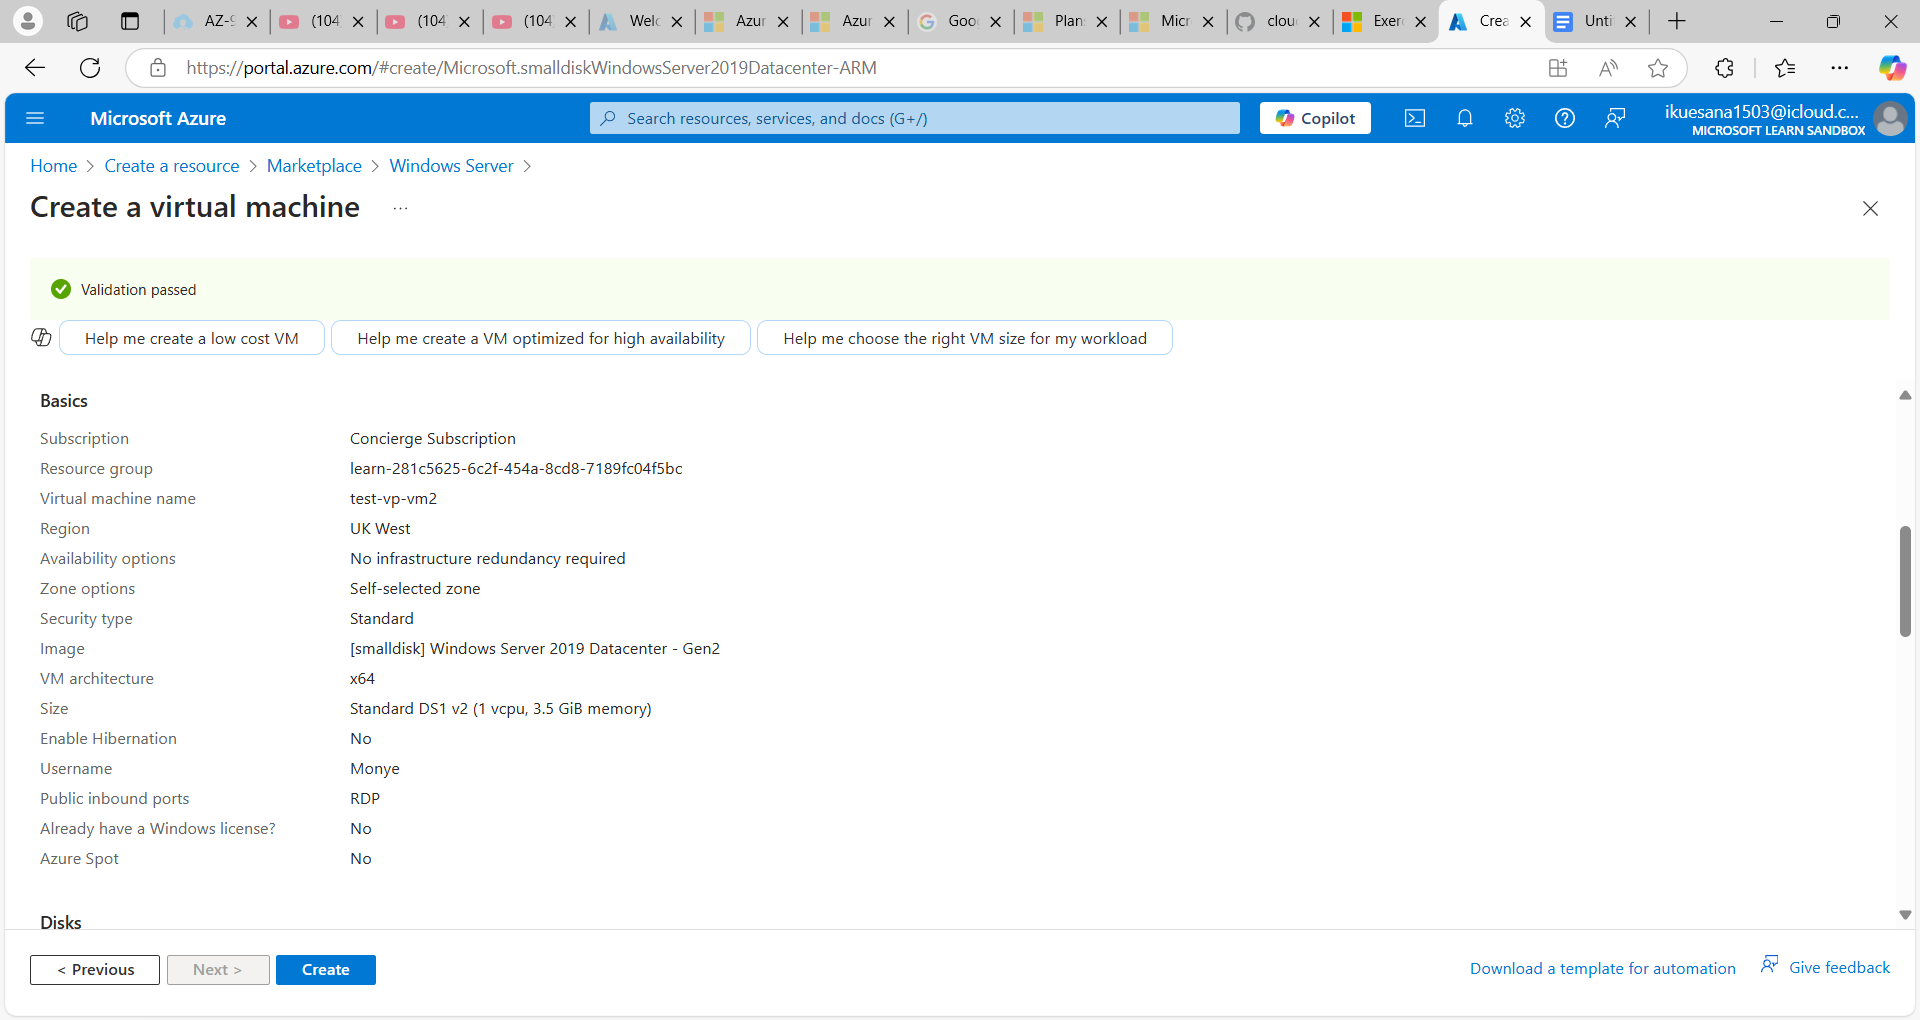 AZ-9
(104
(104
(104
Welc
Azur
Azur
Goo
Plan
Micr
clou
Exer
Crea
Unti
https://portal.azure.com/#create/Microsoft.smalldiskWindowsServer2019Datacenter-ARM
Microsoft Azure
Search resources, services, and docs (G+/)
Copilot
ikuesana1503@icloud.c...
MICROSOFT LEARN SANDBOX
Home > Create a resource > Marketplace > Windows Server >
Create a virtual machine ...
Validation passed
Help me create a low cost VM
Help me create a VM optimized for high availability
Help me choose the right VM size for my workload
Basics
Subscription Concierge Subscription
Resource group learn-281c5625-6c2f-454a-8cd8-7189fc04f5bc
Virtual machine name test-vp-vm2
Region UK West
Availability options No infrastructure redundancy required
Zone options Self-selected zone
Security type Standard
Image [smalldisk] Windows Server 2019 Datacenter - Gen2
VM architecture x64
Size Standard DS1 v2 (1 vcpu, 3.5 GiB memory)
Enable Hibernation No
Username Monye
Public inbound ports RDP
Already have a Windows license? No
Azure Spot No
Disks
< Previous
Next >
Create
Download a template for automation
Give feedback